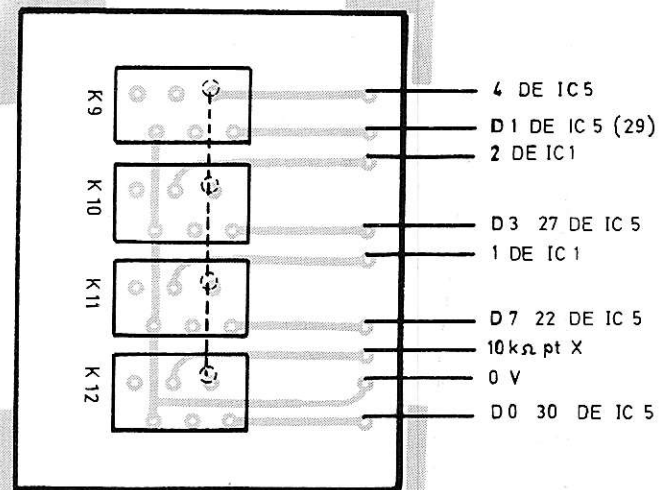 K9
4 DE IC5
D1 DE IC5 (29)
2 DE IC1
K10
D3 27 DE IC5
1 DE IC1
K11
D7 22 DE IC5
10kΩ pt X
K12
0 V
D0 30 DE IC5